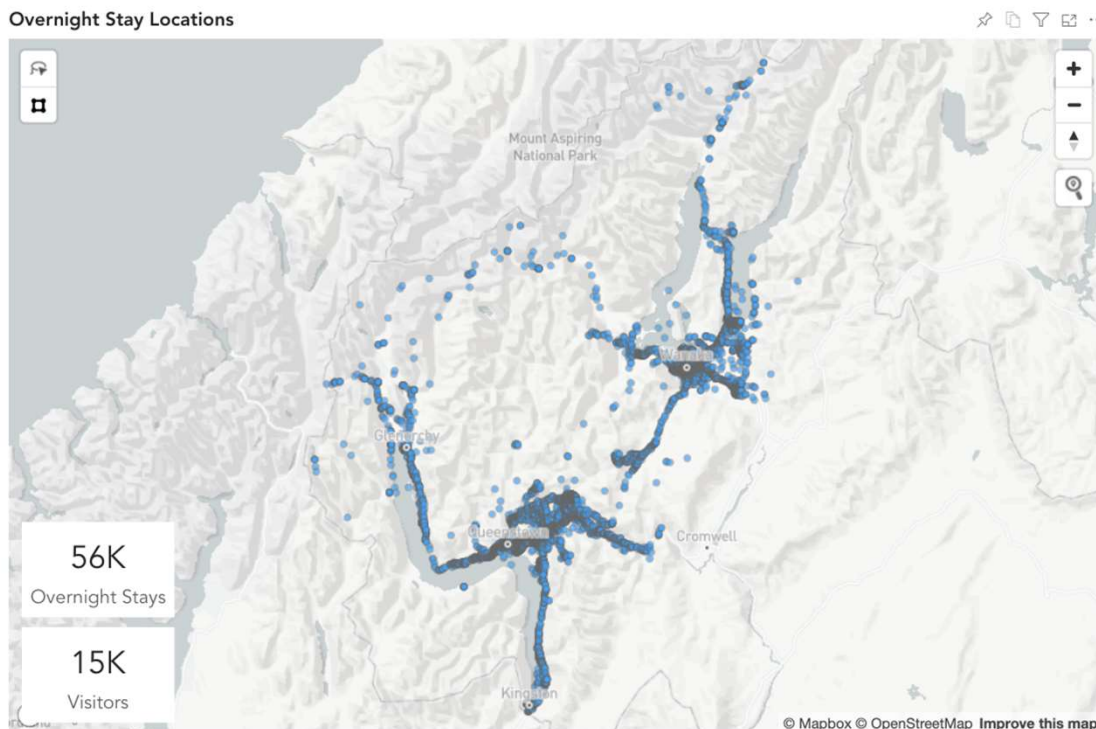 Overnight Stay Locations
Mount Aspiring
National Park
Wanaka
Glenorchy
Queenstown
Cromwell
56K
Overnight Stays
15K
Visitors
Kingston
© Mapbox © OpenStreetMap Improve this map